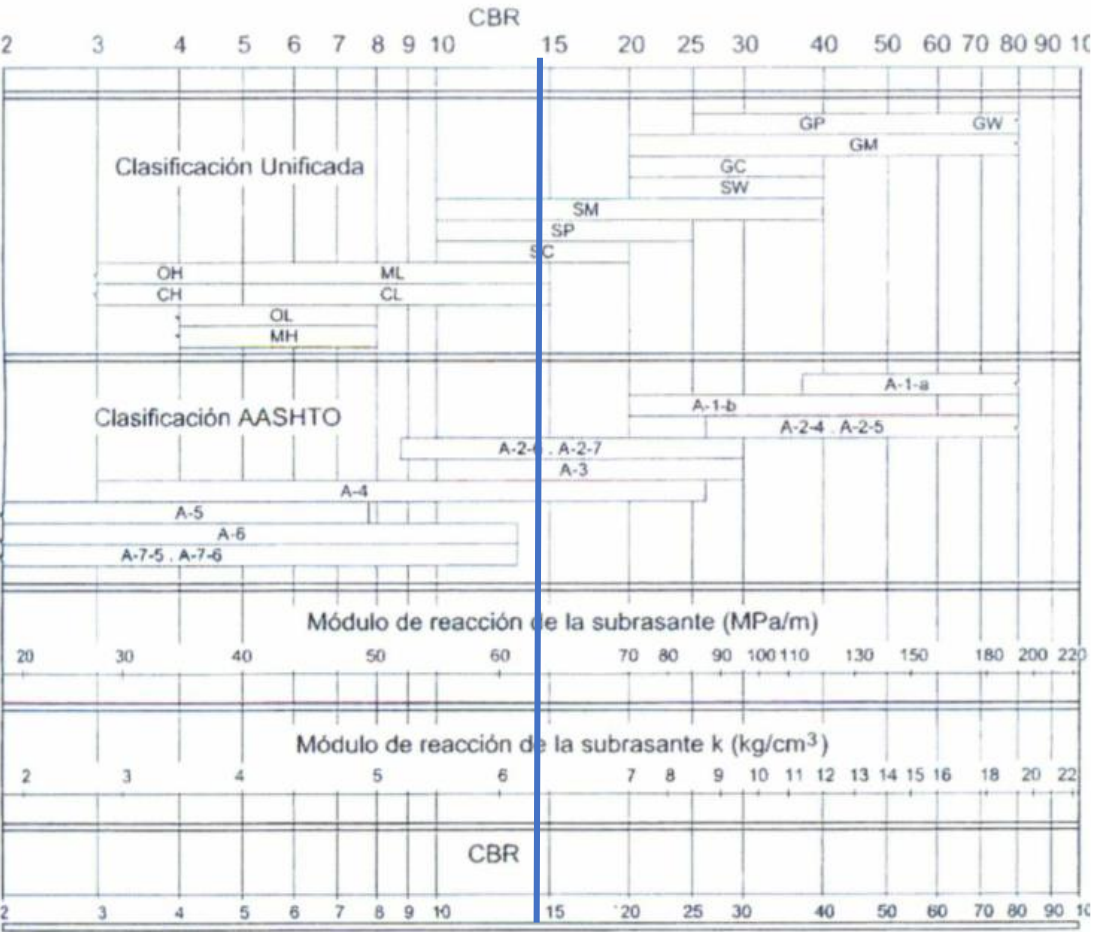 CBR
2 3 4 5 6 7 8 9 10 15 20 25 30 40 50 60 70 80 90
GP GW
GM
Clasificación Unificada
GC
SW
SM
SP
SC
OH ML
CH CL
OL
MH
A-1-a
A-1-b
Clasificación AASHTO
A-2-4 . A-2-5
A-2-6 . A-2-7
A-3
A-4
A-5
A-6
A-7-5 . A-7-6
Módulo de reacción de la subrasante (MPa/m)
20 30 40 50 60 70 80 90 100 110 130 150 180 200 220
Módulo de reacción de la subrasante k (kg/cm³)
2 3 4 5 6 7 8 9 10 11 12 13 14 15 16 18 20 22
CBR
2 3 4 5 6 7 8 9 10 15 20 25 30 40 50 60 70 80 90